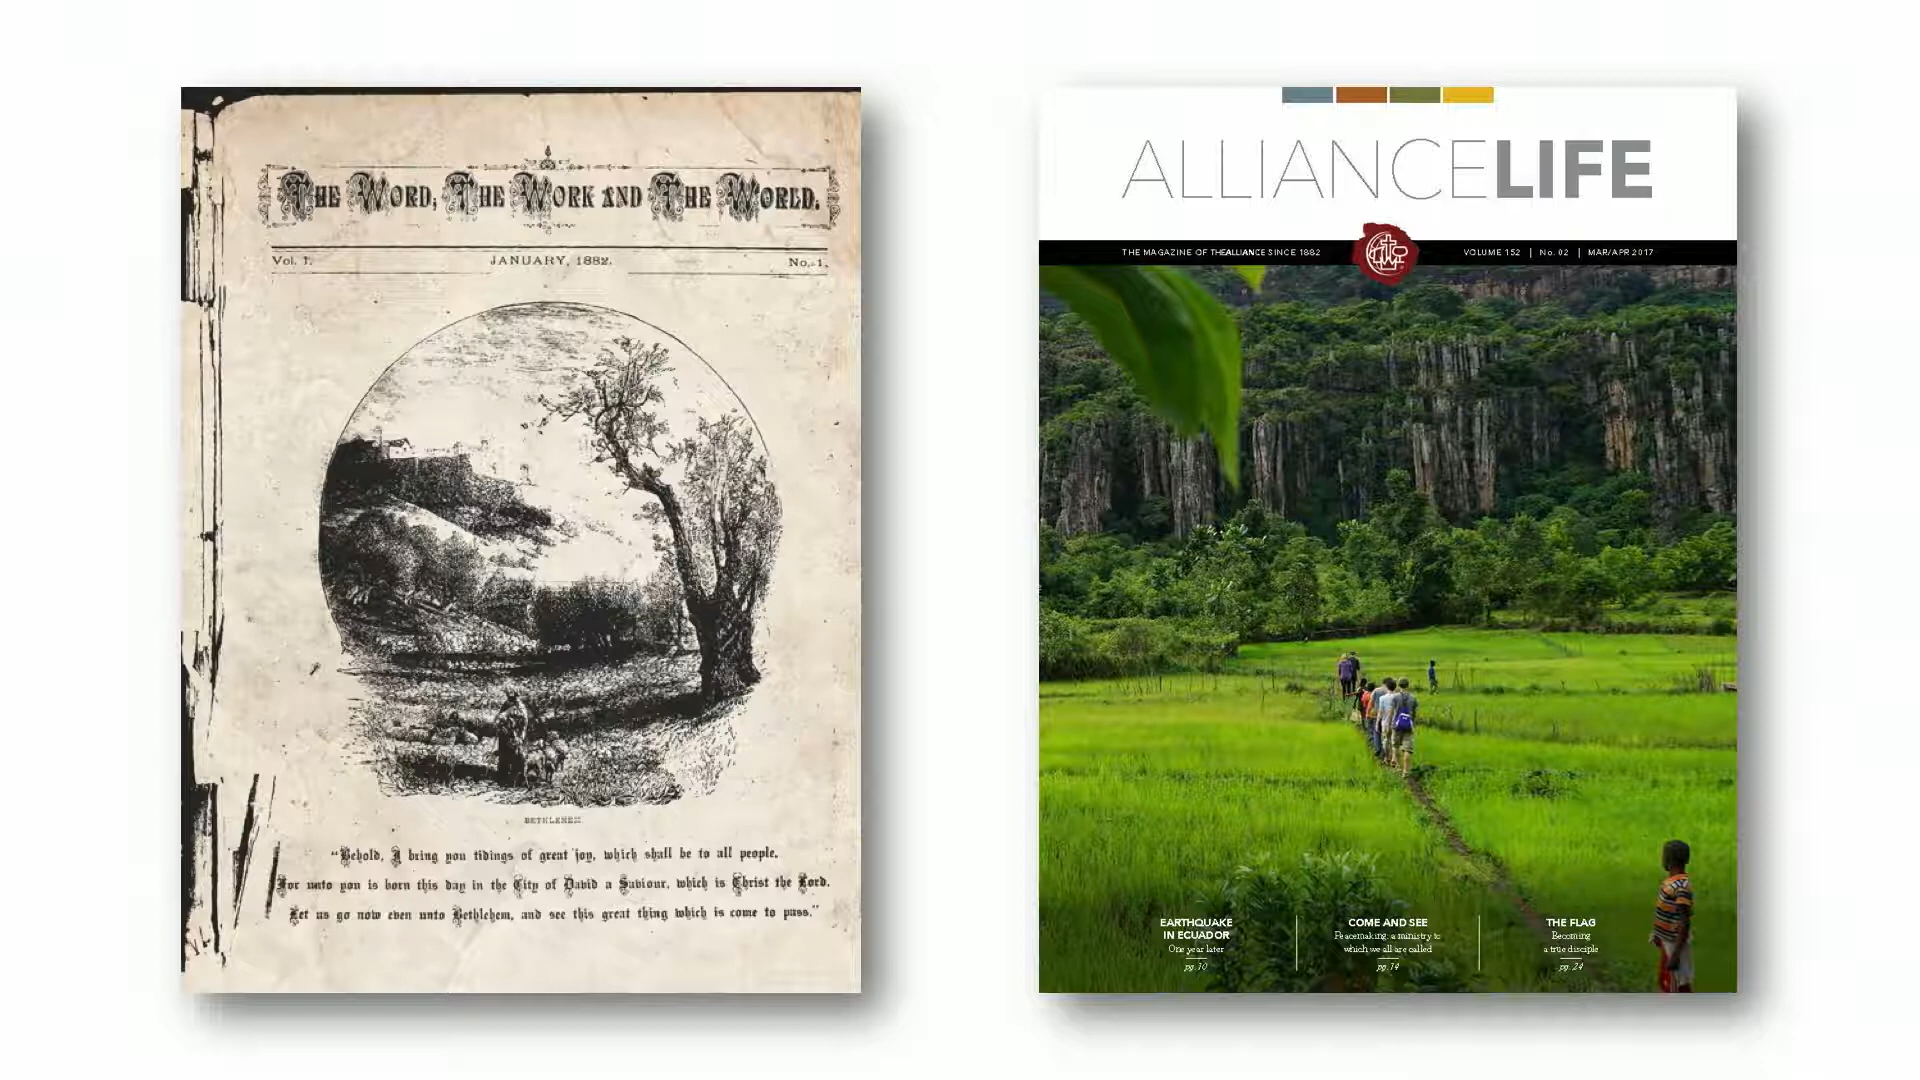 THE WORD, THE WORK AND THE WORLD.
Vol. 1.
JANUARY, 1882.
No. 1.
BETHLEHEM
"Behold, I bring you tidings of great joy, which shall be to all people.
For unto you is born this day in the City of David a Saviour, which is Christ the Lord.
Let us go now even unto Bethlehem, and see this great thing which is come to pass."
ALLIANCELIFE
THE MAGAZINE OF THEALLIANCE SINCE 1882
VOLUME 152 | No. 02 | MAR/APR 2017
EARTHQUAKE
IN ECUADOR
One year later
pg.10
COME AND SEE
Peacemaking: a ministry to
which we all are called
pg.14
THE FLAG
Becoming
a true disciple
pg.24